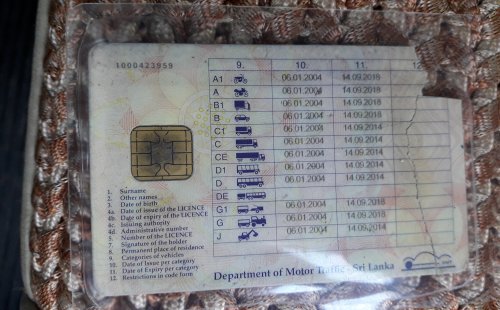 1000423959
9. 10. 11. 12
A1 06.01.2004 14.09.2018
A 06.01.2004 14.09.2018
B1 06.01.2004 14.09.2018
B 06.01.2004 14.09.2018
C1 06.01.2004 14.09.2014
C 06.01.2004 14.09.2014
CE 06.01.2004 14.09.2014
D1 06.01.2004 14.09.2014
D 06.01.2004 14.09.2014
DE
G1 06.01.2004 14.09.2018
G 06.01.2004 14.09.2018
J 06.01.2004 14.09.2014
1. Surname
2. Other names
3. Date of birth
4a. Date of issue of the LICENCE
4b. Date of expiry of the LICENCE
4c. Issuing authority
4d. Administrative number
5. Number of the LICENCE
7. Signature of the holder
8. Permanent place of residence
9. Categories of vehicles
10. Date of Issue per category
11. Date of Expiry per category
12. Restrictions in code form
Department of Motor Traffic - Sri Lanka